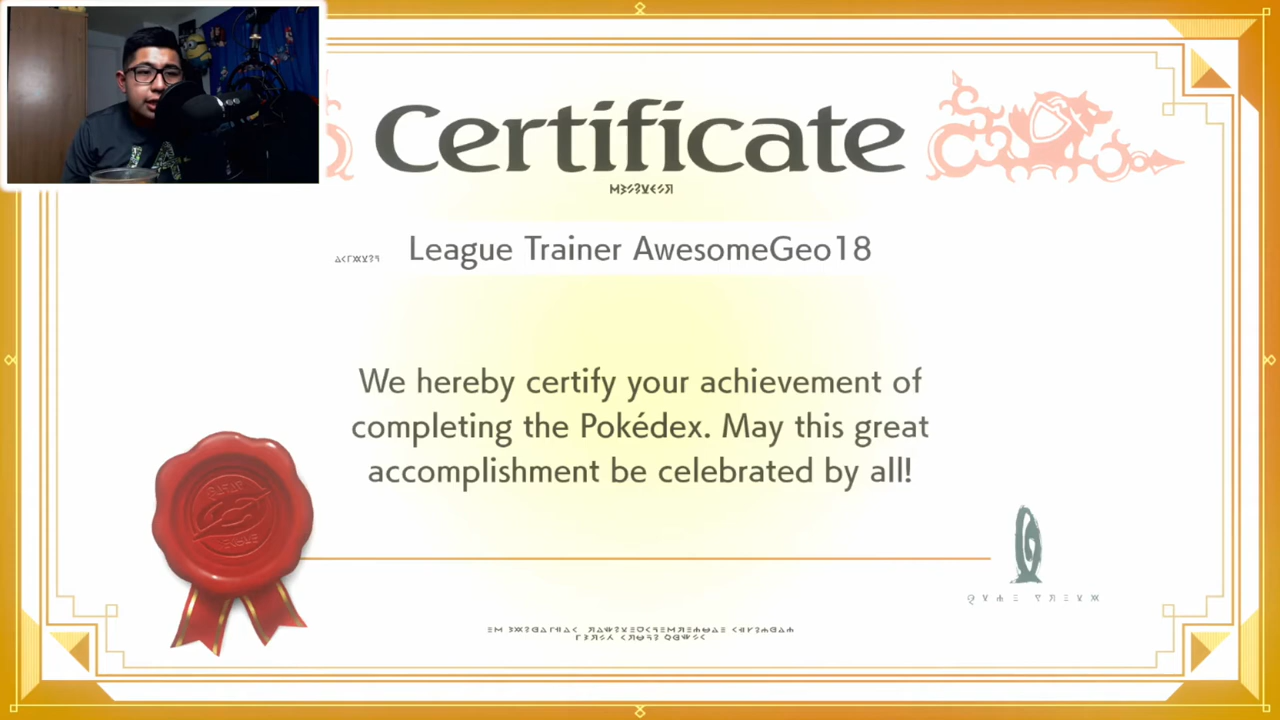 Certificate
League Trainer AwesomeGeo18
We hereby certify your achievement of
completing the Pokédex. May this great
accomplishment be celebrated by all!